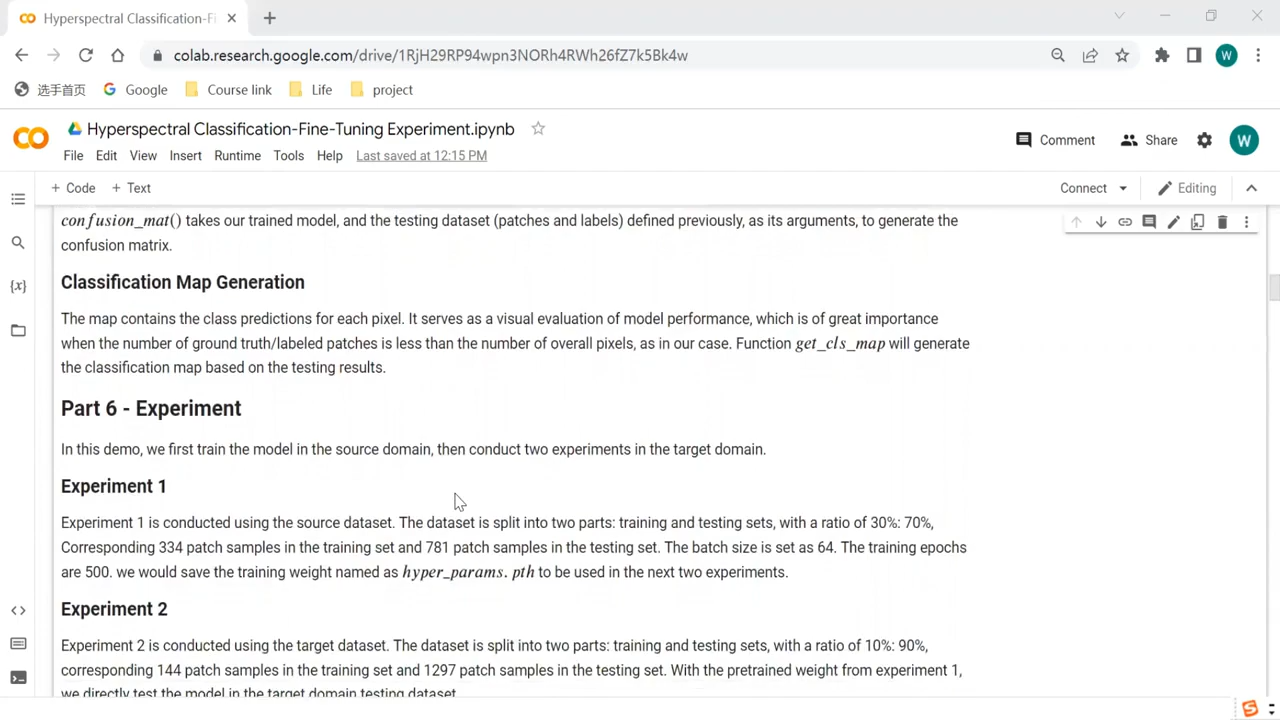 Hyperspectral Classification-Fi
colab.research.google.com/drive/1RjH29RP94wpn3NORh4RWh26fZ7k5Bk4w
W
选手首页 Google Course link Life project
Hyperspectral Classification-Fine-Tuning Experiment.ipynb
Comment Share W
File Edit View Insert Runtime Tools Help Last saved at 12:15 PM
+ Code + Text Connect Editing
confusion_mat() takes our trained model, and the testing dataset (patches and labels) defined previously, as its arguments, to generate the
confusion matrix.
Classification Map Generation
The map contains the class predictions for each pixel. It serves as a visual evaluation of model performance, which is of great importance
when the number of ground truth/labeled patches is less than the number of overall pixels, as in our case. Function get_cls_map will generate
the classification map based on the testing results.
Part 6 - Experiment
In this demo, we first train the model in the source domain, then conduct two experiments in the target domain.
Experiment 1
Experiment 1 is conducted using the source dataset. The dataset is split into two parts: training and testing sets, with a ratio of 30%: 70%,
Corresponding 334 patch samples in the training set and 781 patch samples in the testing set. The batch size is set as 64. The training epochs
are 500. we would save the training weight named as hyper_params. pth to be used in the next two experiments.
Experiment 2
Experiment 2 is conducted using the target dataset. The dataset is split into two parts: training and testing sets, with a ratio of 10%: 90%,
corresponding 144 patch samples in the training set and 1297 patch samples in the testing set. With the pretrained weight from experiment 1,
we directly test the model in the target domain testing dataset